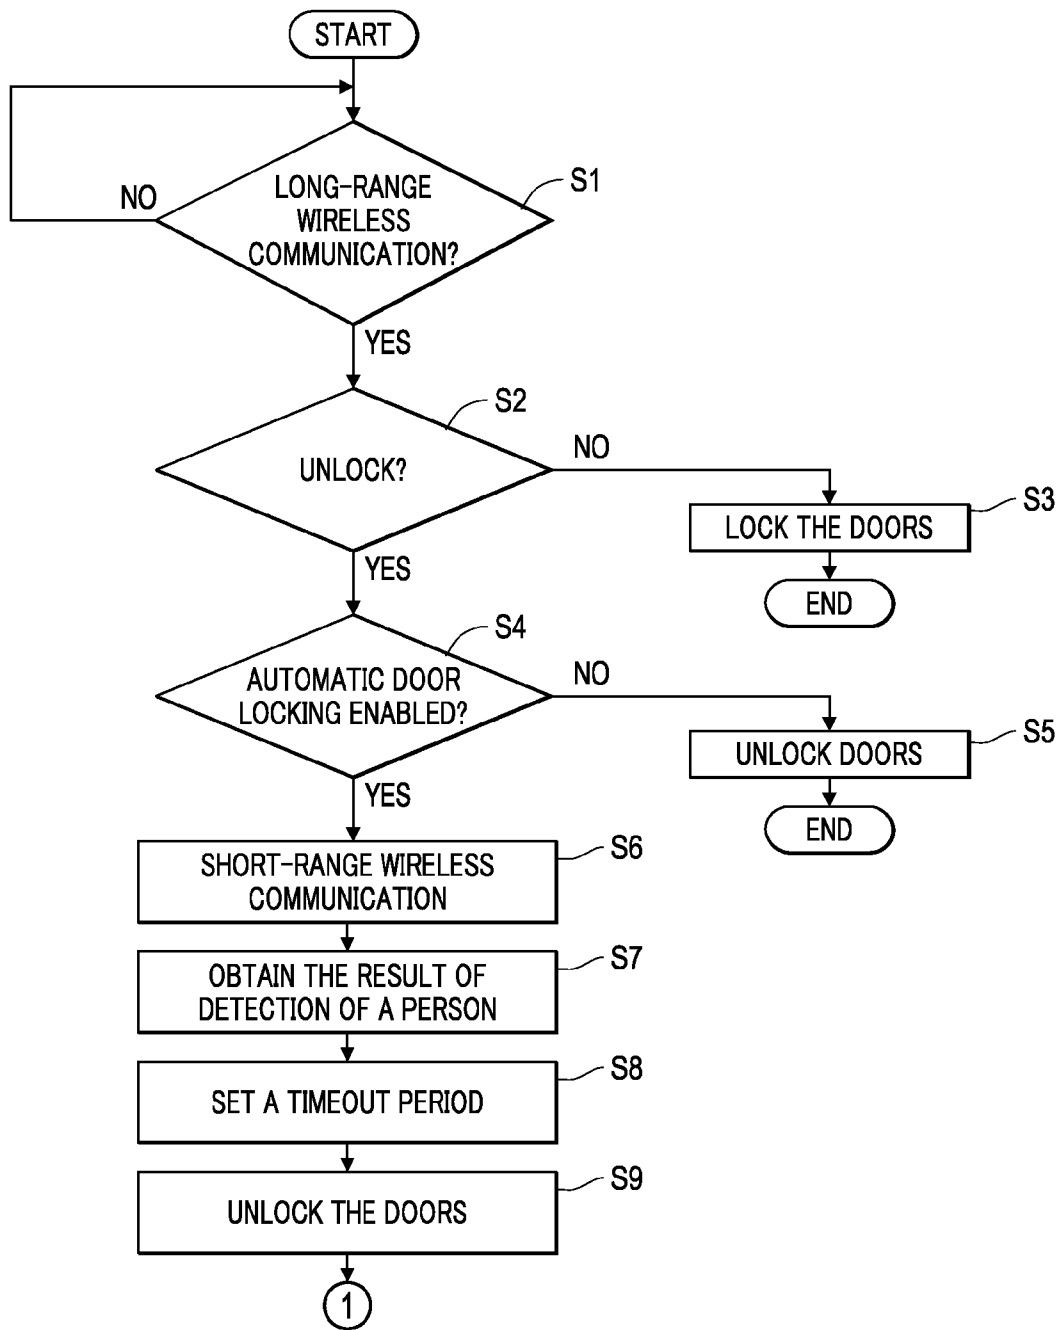 START
NO
LONG-RANGE
WIRELESS
COMMUNICATION?
S1
YES
S2
UNLOCK?
NO
S3
LOCK THE DOORS
YES
END
S4
AUTOMATIC DOOR
LOCKING ENABLED?
NO
S5
UNLOCK DOORS
YES
END
S6
SHORT-RANGE WIRELESS
COMMUNICATION
S7
OBTAIN THE RESULT OF
DETECTION OF A PERSON
S8
SET A TIMEOUT PERIOD
S9
UNLOCK THE DOORS
1